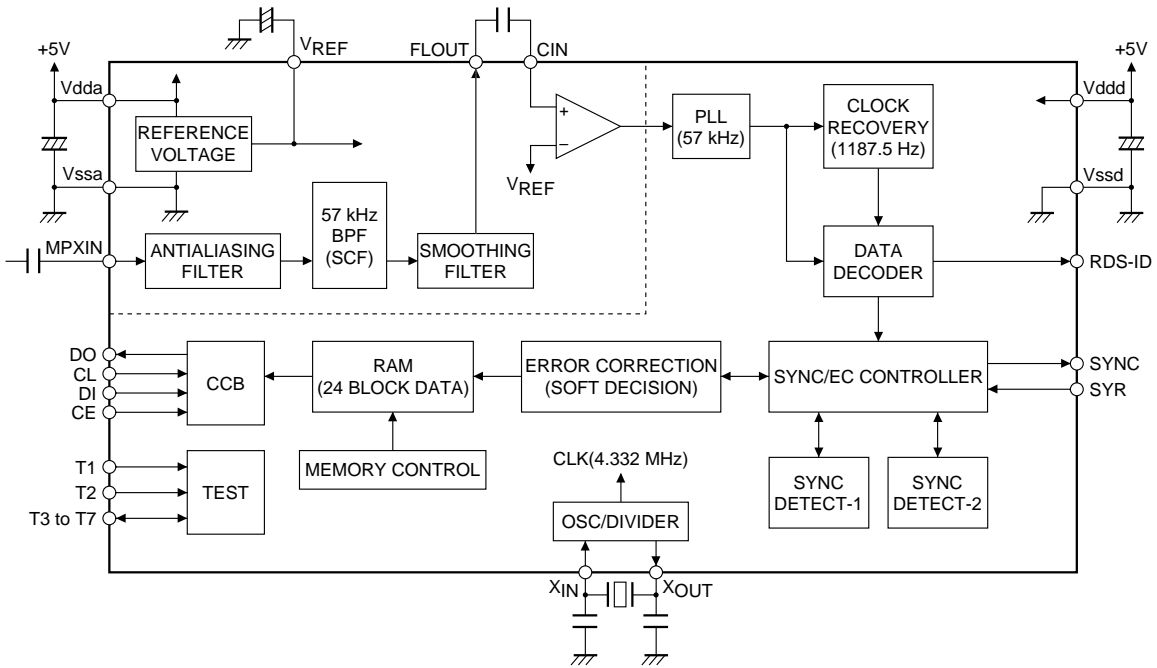 +5V
VREF
FLOUT
CIN
+5V
Vdda
Vddd
REFERENCE
VOLTAGE
+
−
VREF
PLL
(57 kHz)
CLOCK
RECOVERY
(1187.5 Hz)
Vssa
Vssd
MPXIN
ANTIALIASING
FILTER
57 kHz
BPF
(SCF)
SMOOTHING
FILTER
DATA
DECODER
RDS-ID
DO
CL
DI
CE
CCB
RAM
(24 BLOCK DATA)
ERROR CORRECTION
(SOFT DECISION)
SYNC/EC CONTROLLER
SYNC
SYR
T1
T2
T3 to T7
TEST
MEMORY CONTROL
CLK(4.332 MHz)
OSC/DIVIDER
SYNC
DETECT-1
SYNC
DETECT-2
XIN
XOUT